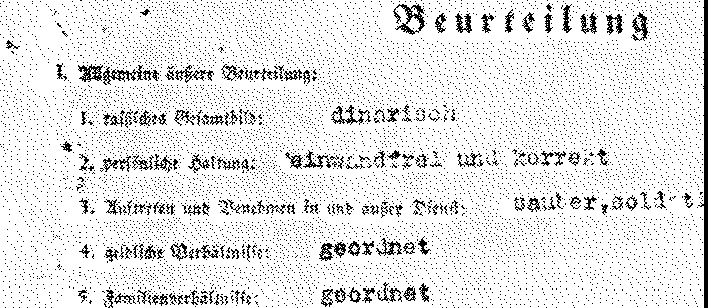 Beurteilung
I. Allgemeine äußere Beurteilung:
1. rassisches Gesamtbild: dinarisch
2. persönliche Haltung: einwandfrei und korrekt
3. Auftreten und Benehmen in und außer Dienst: sauber, soldati
4. geldliche Verhältnisse: geordnet
5. Familienverhältnisse: geordnet